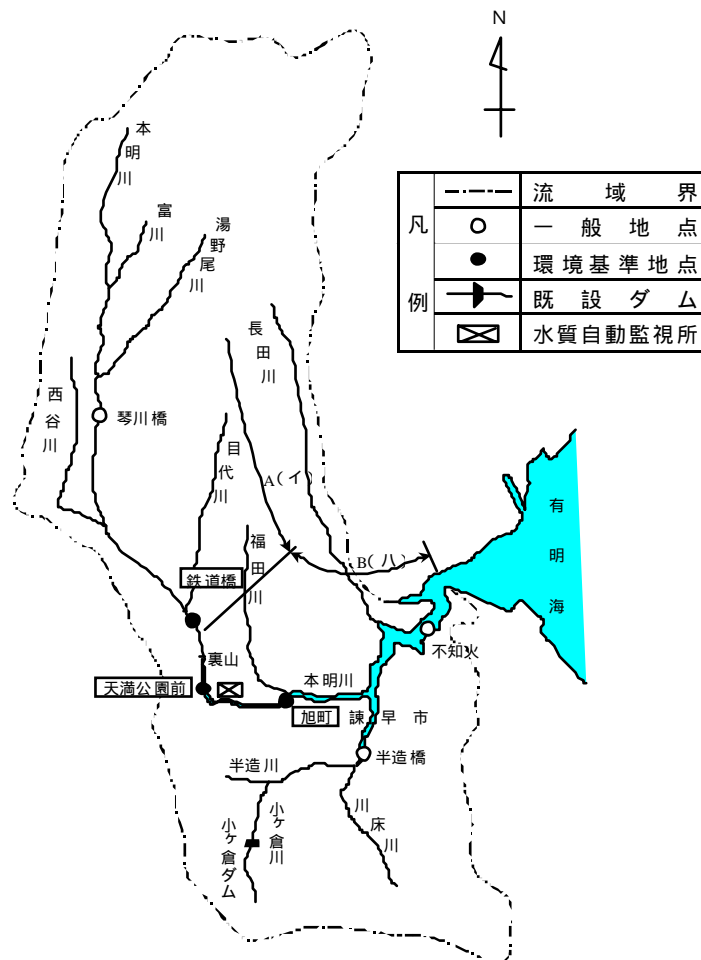 N
凡例
流域界
一般地点
環境基準地点
既設ダム
水質自動監視所
本明川
富川
湯野尾川
長田川
西谷川
琴川橋
目代川
A(イ)
有明海
福田川
B(ハ)
鉄道橋
不知火
裏山
天満公園前
本明川
旭町
諫早市
半造橋
半造川
小ヶ倉川
川床川
小ヶ倉ダム